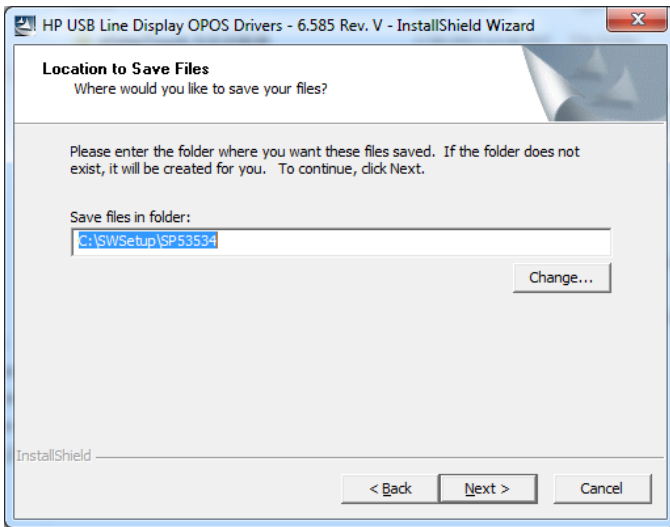 HP USB Line Display OPOS Drivers - 6.585 Rev. V - InstallShield Wizard
Location to Save Files
Where would you like to save your files?
Please enter the folder where you want these files saved.  If the folder does not
exist, it will be created for you.   To continue, click Next.
Save files in folder:
C:\SWSetup\SP53534
Change...
InstallShield
< Back
Next >
Cancel